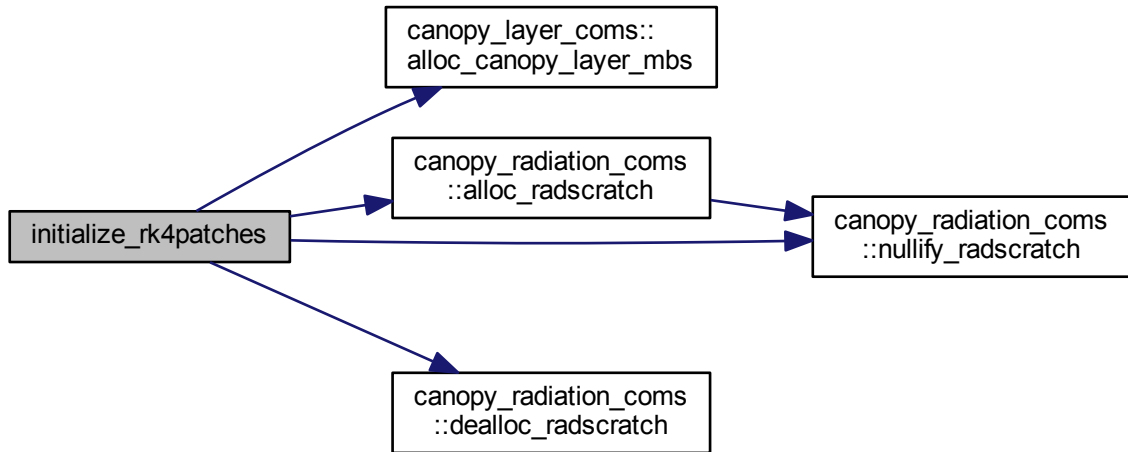 canopy_layer_coms::
alloc_canopy_layer_mbs
canopy_radiation_coms
::alloc_radscratch
initialize_rk4patches
canopy_radiation_coms
::nullify_radscratch
canopy_radiation_coms
::dealloc_radscratch